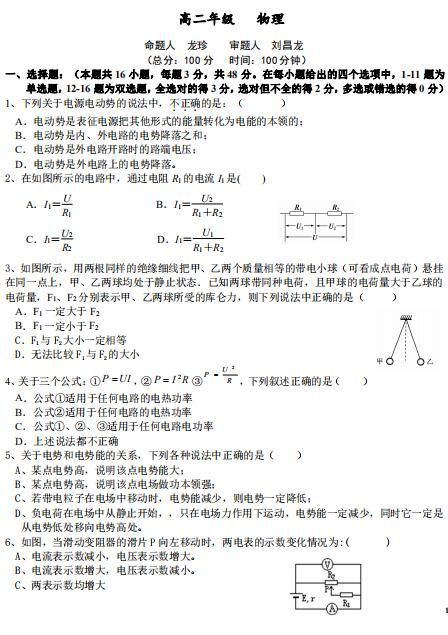 高二年级 物理
命题人 龙珍 审题人 刘昌龙
(总分：100分 时间：100分钟)
一、选择题：(本题共16小题，每题3分，共48分。在每小题给出的四个选项中，1-11题为
单选题，12-16题为双选题，全选对的得3分，选对但不全的得2分，多选或错选的得0分)
1、下列关于电源电动势的说法中，不正确的是：( )
A．电动势是表征电源把其他形式的能量转化为电能的本领的；
B．电动势是内、外电路的电势降落之和；
C．电动势是外电路开路时的路端电压；
D．电动势是外电路上的电势降落。
2、在如图所示的电路中，通过电阻 R1 的电流 I1 是( )
A．I1=U/R1 B．I1=U2/(R1+R2)
C．I1=U2/R2 D．I1=U1/(R1+R2)
R1 R2
U1 U2
U
3、如图所示，用两根同样的绝缘细线把甲、乙两个质量相等的带电小球(可看成点电荷)悬挂
在同一点上，甲、乙两球均处于静止状态．已知两球带同种电荷，且甲球的电荷量大于乙球的
电荷量，F1、F2 分别表示甲、乙两球所受的库仑力，则下列说法中正确的是( )
A．F1 一定大于 F2
B．F1 一定小于 F2
C．F1 与 F2 大小一定相等
D．无法比较 F1 与 F2 的大小
甲 乙
4、关于三个公式：①P=UI，②P=I²R ③P=U²/R，下列叙述正确的是( )
A．公式①适用于任何电路的电热功率
B．公式②适用于任何电路的电热功率
C．公式①、②、③适用于任何电路电功率
D．上述说法都不正确
5、关于电势和电势能的关系，下列各种说法中正确的是( )
A、某点电势高，说明该点电势能大；
B、某点电势高，说明该点电场做功本领强；
C、若带电粒子在电场中移动时，电势能减少，则电势一定降低；
D、负电荷在电场中从静止开始，，只在电场力作用下运动，电势能一定减少，同时它一定是
从电势低处移向电势高处。
6、如图，当滑动变阻器的滑片 P 向左移动时，两电表的示数变化情况为:( )
A、电流表示数减小，电压表示数增大。
B、电流表示数增大，电压表示数减小。
C、两表示数均增大
V
R2
P
R1
E, r
A
1